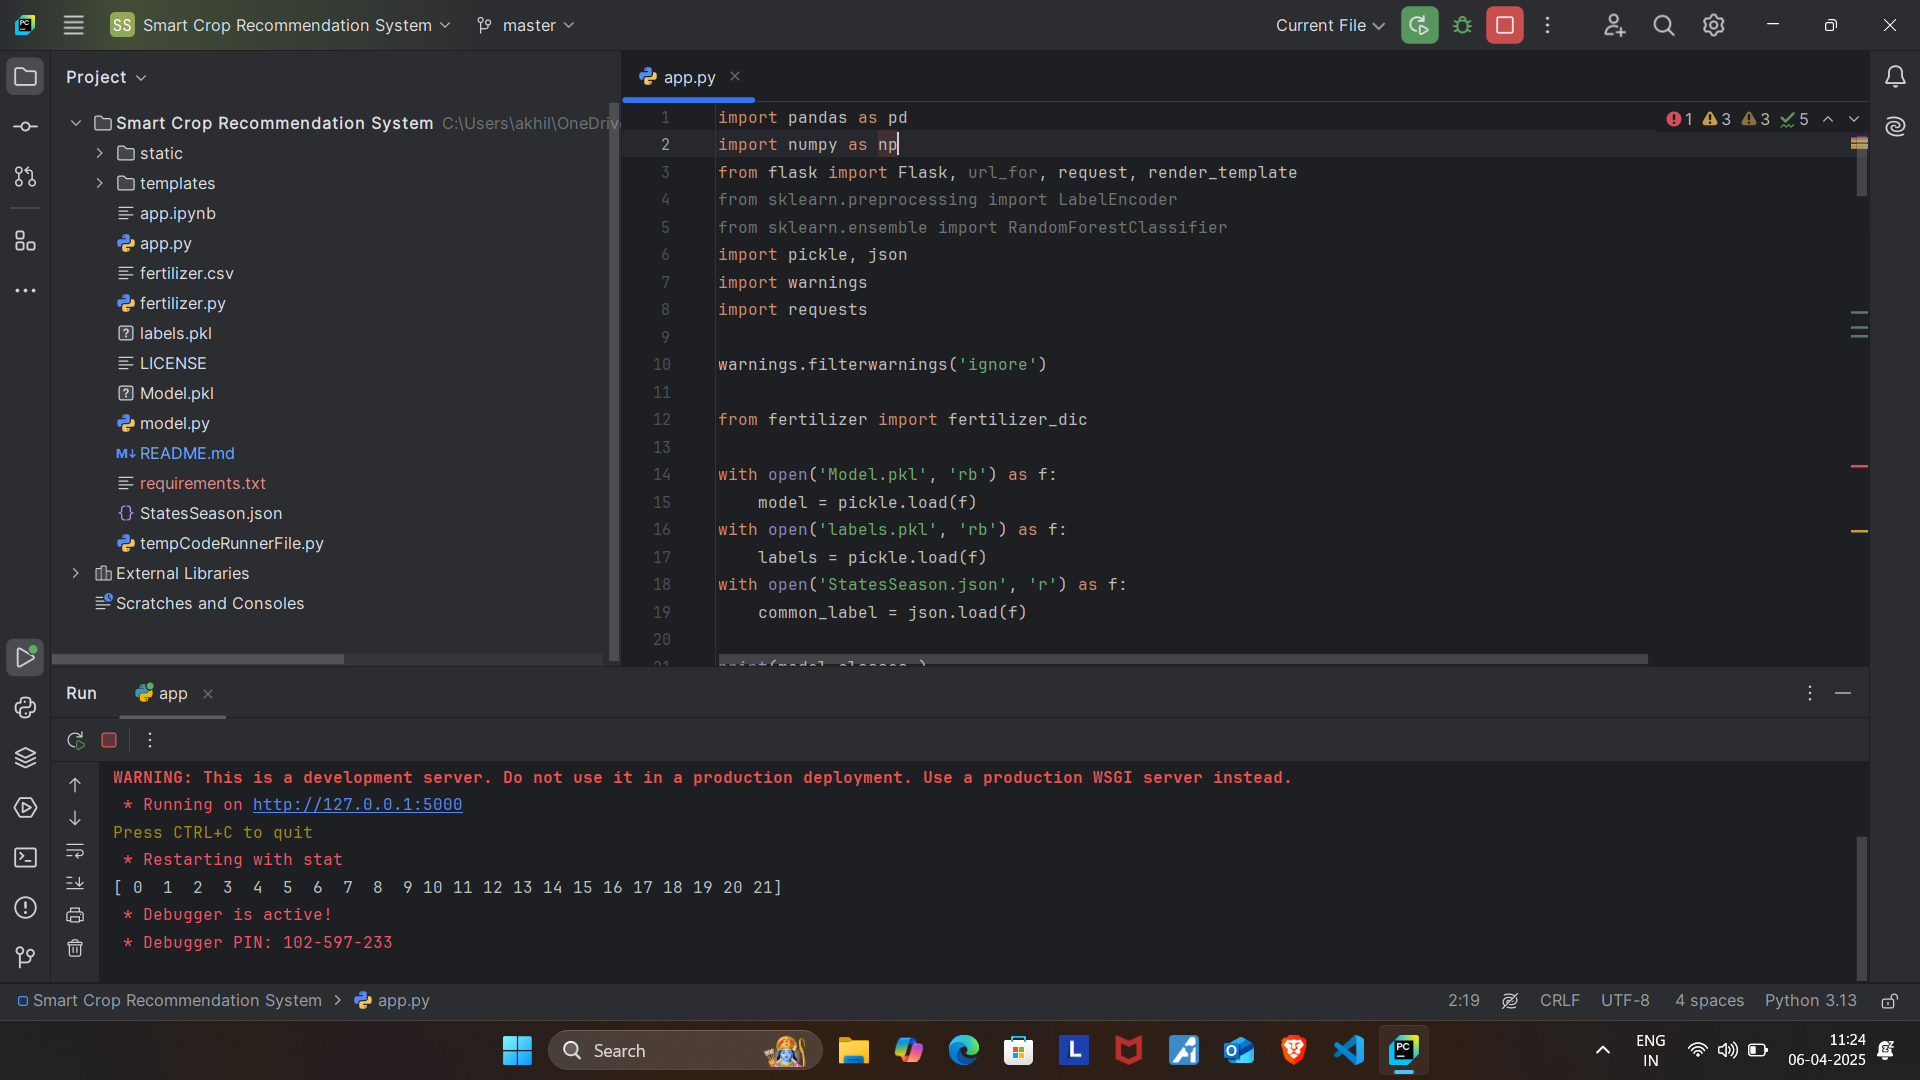 SS Smart Crop Recommendation System master Current File
Project
Smart Crop Recommendation System C:\Users\akhil\OneDriv
static
templates
app.ipynb
app.py
fertilizer.csv
fertilizer.py
labels.pkl
LICENSE
Model.pkl
model.py
README.md
requirements.txt
StatesSeason.json
tempCodeRunnerFile.py
External Libraries
Scratches and Consoles
app.py
1 import pandas as pd
2 import numpy as np
3 from flask import Flask, url_for, request, render_template
4 from sklearn.preprocessing import LabelEncoder
5 from sklearn.ensemble import RandomForestClassifier
6 import pickle, json
7 import warnings
8 import requests
9
10 warnings.filterwarnings('ignore')
11
12 from fertilizer import fertilizer_dic
13
14 with open('Model.pkl', 'rb') as f:
15 model = pickle.load(f)
16 with open('labels.pkl', 'rb') as f:
17 labels = pickle.load(f)
18 with open('StatesSeason.json', 'r') as f:
19 common_label = json.load(f)
20
21 print(model.classes_)
1 3 3 5
Run app
WARNING: This is a development server. Do not use it in a production deployment. Use a production WSGI server instead.
* Running on http://127.0.0.1:5000
Press CTRL+C to quit
* Restarting with stat
[ 0 1 2 3 4 5 6 7 8 9 10 11 12 13 14 15 16 17 18 19 20 21]
* Debugger is active!
* Debugger PIN: 102-597-233
Smart Crop Recommendation System > app.py 2:19 CRLF UTF-8 4 spaces Python 3.13
Search
ENG
IN
11:24
06-04-2025